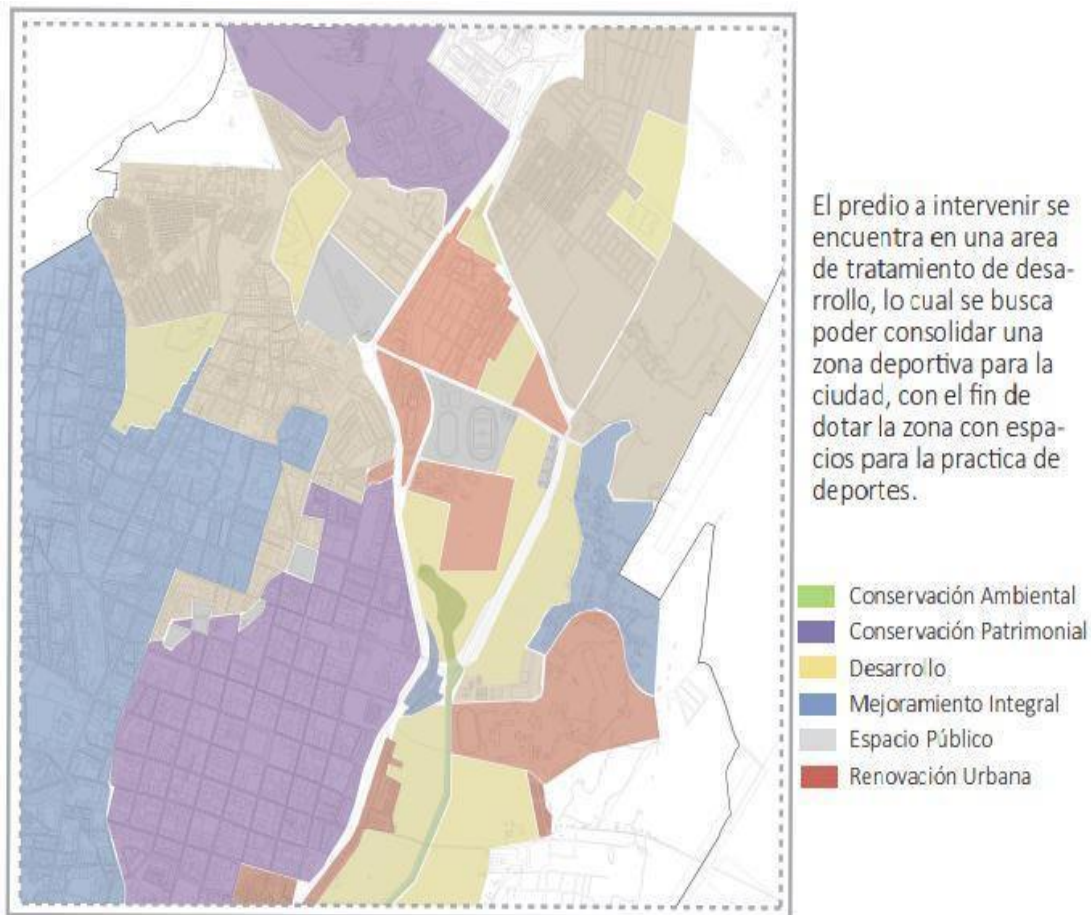 El predio a intervenir se
encuentra en una area
de tratamiento de desa-
rrollo, lo cual se busca
poder consolidar una
zona deportiva para la
ciudad, con el fin de
dotar la zona con espa-
cios para la practica de
deportes.
Conservación Ambiental
Conservación Patrimonial
Desarrollo
Mejoramiento Integral
Espacio Público
Renovación Urbana